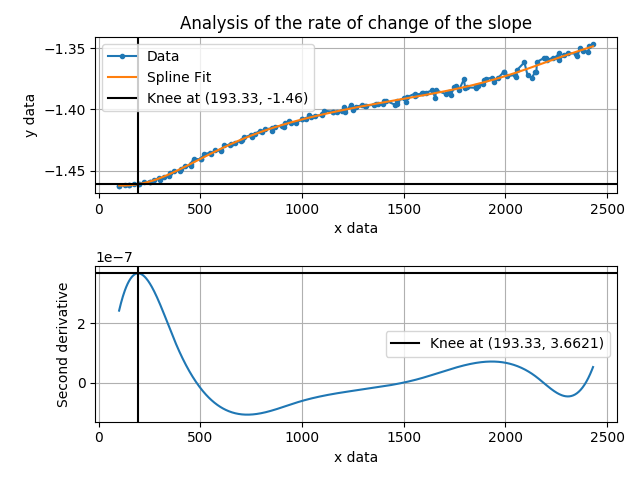 Analysis of the rate of change of the slope
Data
Spline Fit
Knee at (193.33, -1.46)
y data
−1.35
−1.40
−1.45
0 500 1000 1500 2000 2500
x data
1e−7
Second derivative
2
0
Knee at (193.33, 3.6621)
0 500 1000 1500 2000 2500
x data